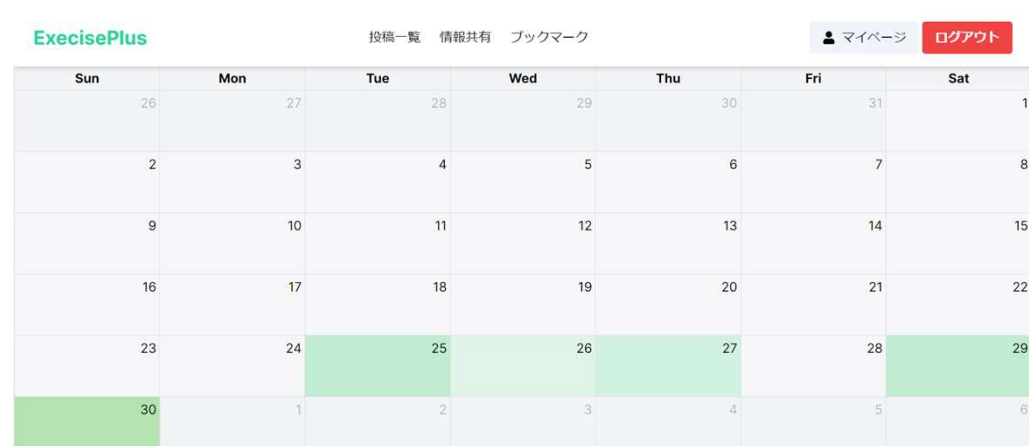 ExecisePlus 投稿一覧 情報共有 ブックマーク マイページ ログアウト
Sun Mon Tue Wed Thu Fri Sat
26 27 28 29 30 31 1
2 3 4 5 6 7 8
9 10 11 12 13 14 15
16 17 18 19 20 21 22
23 24 25 26 27 28 29
30 1 2 3 4 5 6